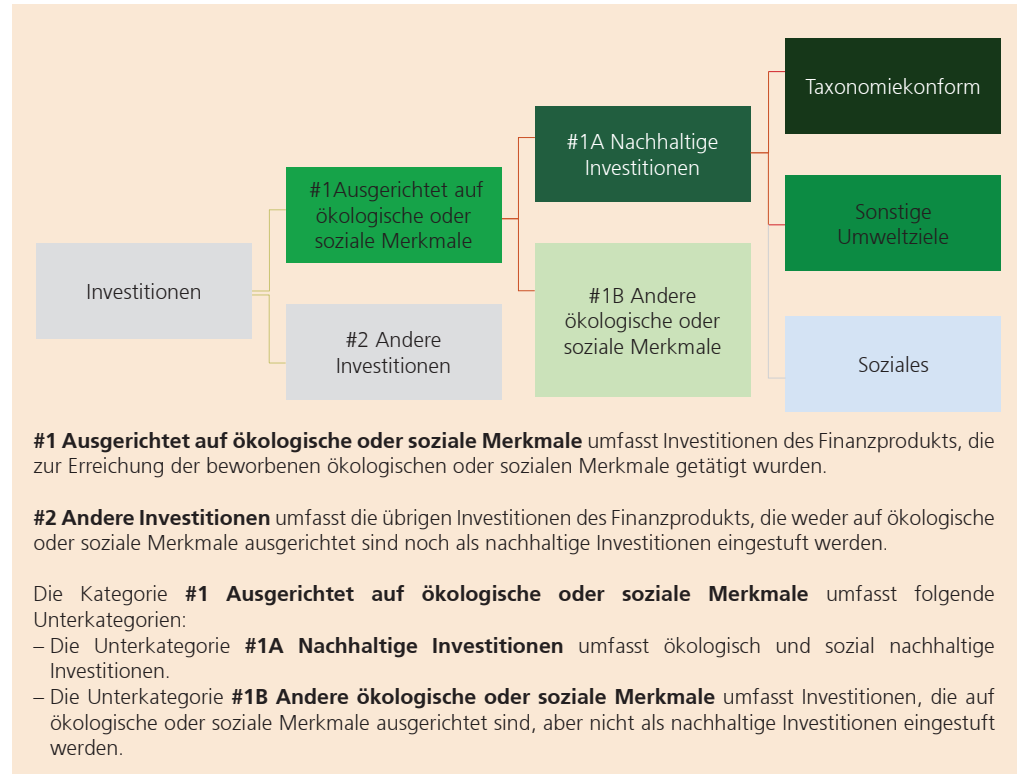 Taxonomiekonform
#1A Nachhaltige
Investitionen
#1Ausgerichtet auf
ökologische oder
soziale Merkmale
Sonstige
Umweltziele
Investitionen
#1B Andere
ökologische oder
soziale Merkmale
#2 Andere
Investitionen
Soziales
#1 Ausgerichtet auf ökologische oder soziale Merkmale umfasst Investitionen des Finanzprodukts, die
zur Erreichung der beworbenen ökologischen oder sozialen Merkmale getätigt wurden.
#2 Andere Investitionen umfasst die übrigen Investitionen des Finanzprodukts, die weder auf ökologische
oder soziale Merkmale ausgerichtet sind noch als nachhaltige Investitionen eingestuft werden.
Die Kategorie #1 Ausgerichtet auf ökologische oder soziale Merkmale umfasst folgende
Unterkategorien:
– Die Unterkategorie #1A Nachhaltige Investitionen umfasst ökologisch und sozial nachhaltige
Investitionen.
– Die Unterkategorie #1B Andere ökologische oder soziale Merkmale umfasst Investitionen, die auf
ökologische oder soziale Merkmale ausgerichtet sind, aber nicht als nachhaltige Investitionen eingestuft
werden.